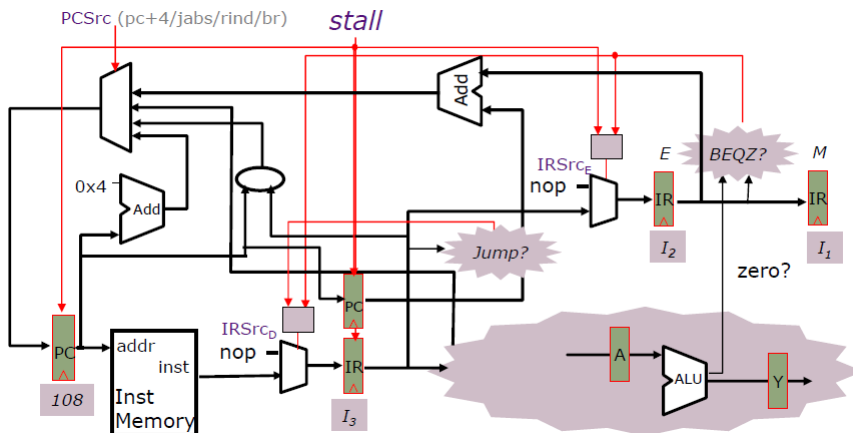 PCSrc (pc+4/jabs/rind/br)
stall
Add
IRSrcE
E
BEQZ?
M
nop
IR
IR
0x4
Add
I2
I1
Jump?
zero?
PC
IRSrcD
PC
addr
nop
A
inst
IR
ALU
Y
108
Inst
Memory
I3